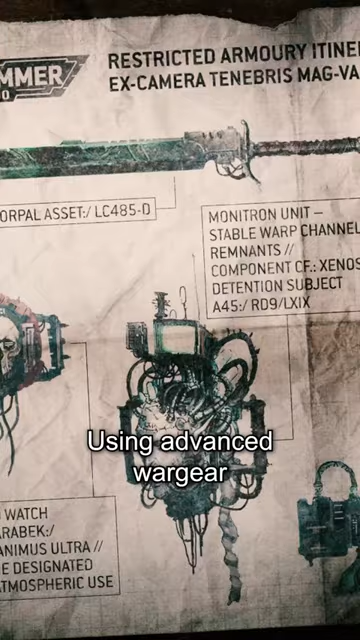 MMER
RESTRICTED ARMOURY ITINE
EX-CAMERA TENEBRIS MAG-VA
ORPAL ASSET:/ LC485-D
MONITRON UNIT –
STABLE WARP CHANNEL
REMNANTS //
COMPONENT CF.: XENOS
DETENTION SUBJECT
A45:/ RD9/LXIX
Using advanced
wargear
WATCH
ARABEK:/
ANIMUS ULTRA //
E DESIGNATED
ATMOSPHERIC USE